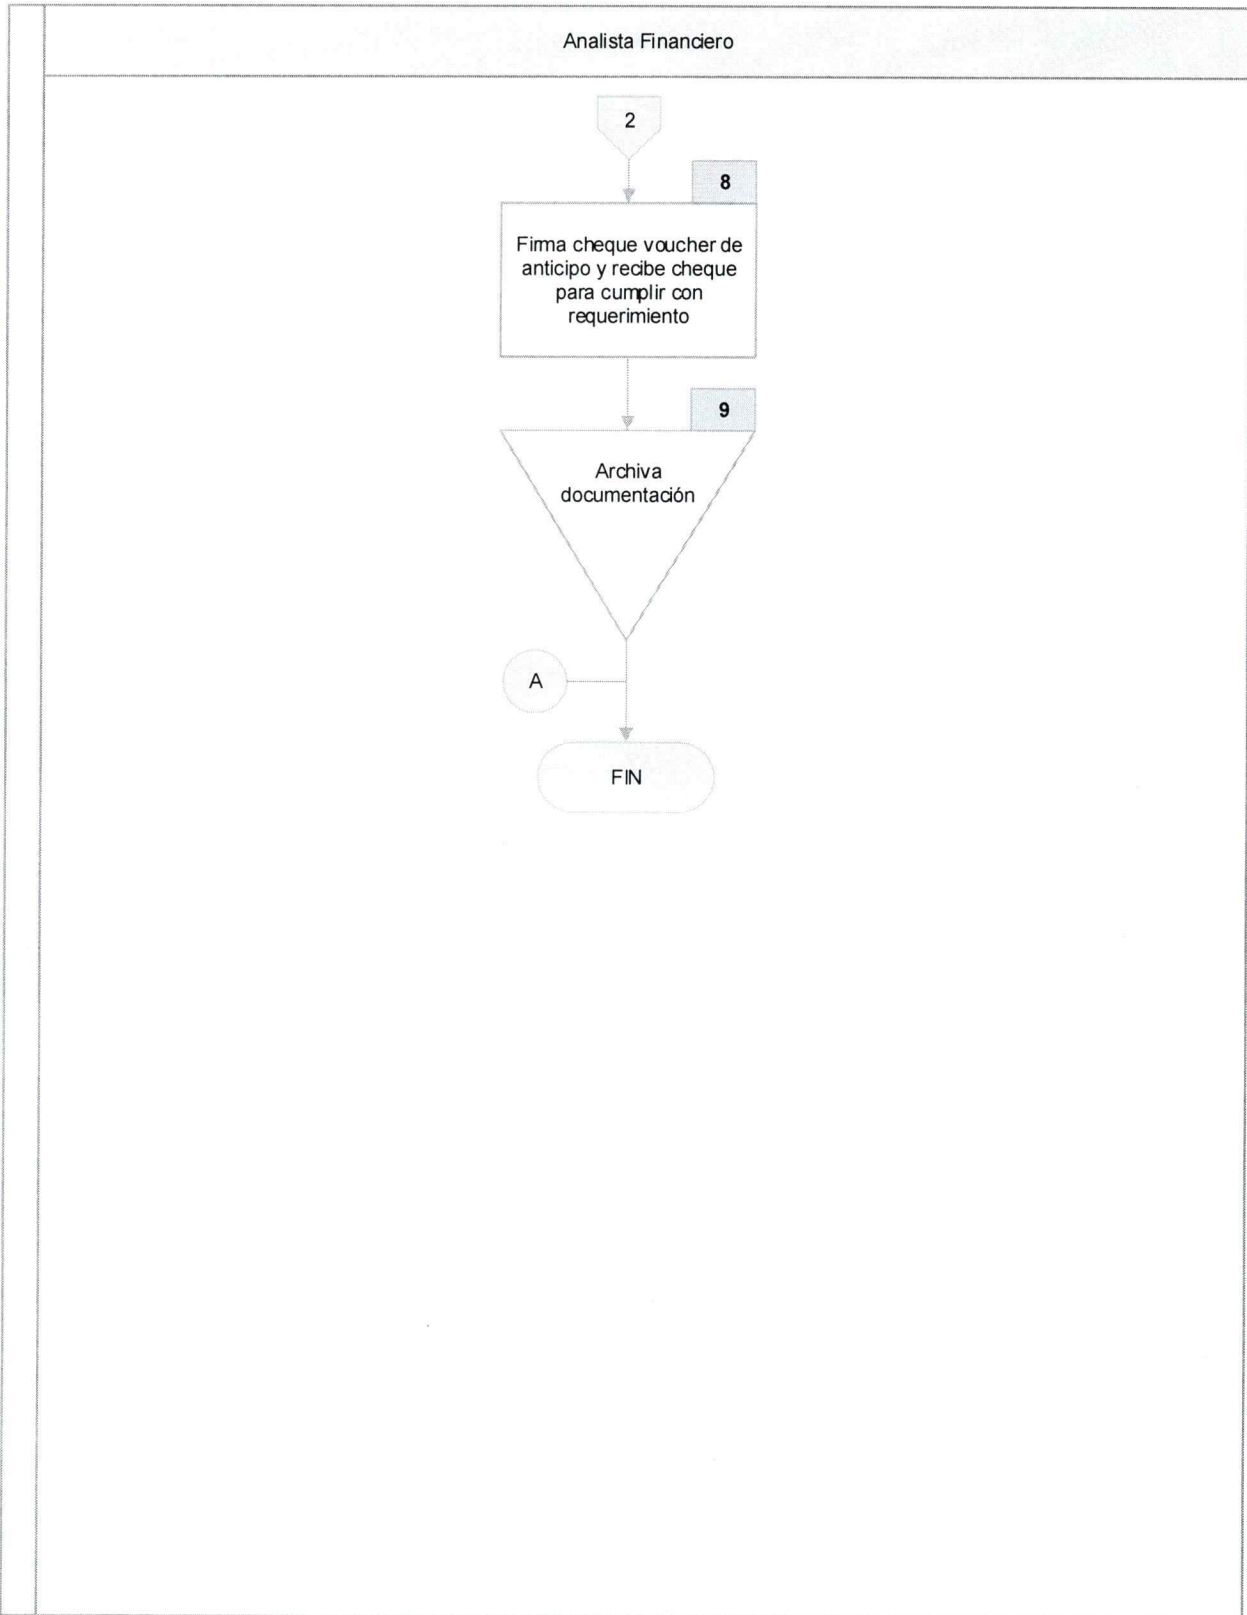 Analista Financiero
2
8
Firma cheque voucher de
anticipo y recibe cheque
para cumplir con
requerimiento
9
Archiva
documentación
A
FIN